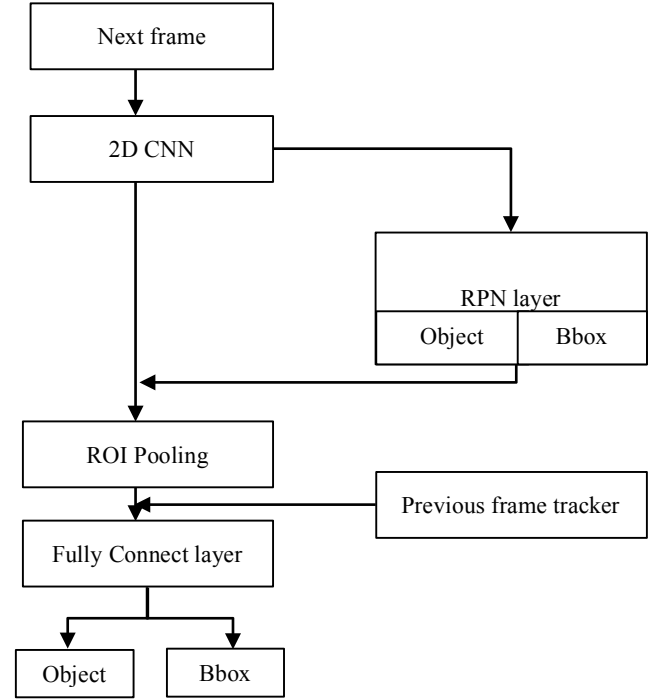 Next frame
2D CNN
RPN layer
Object
Bbox
ROI Pooling
Previous frame tracker
Fully Connect layer
Object
Bbox